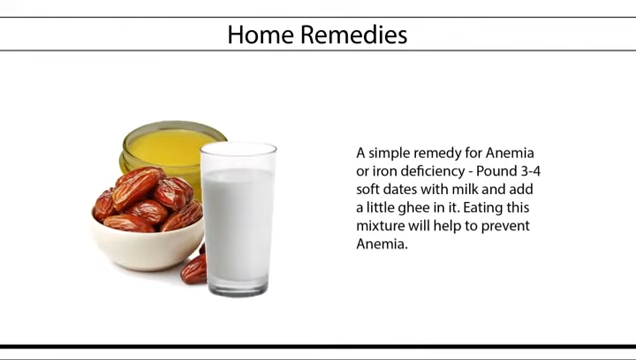 Home Remedies
A simple remedy for Anemia
or iron deficiency - Pound 3-4
soft dates with milk and add
a little ghee in it. Eating this
mixture will help to prevent
Anemia.